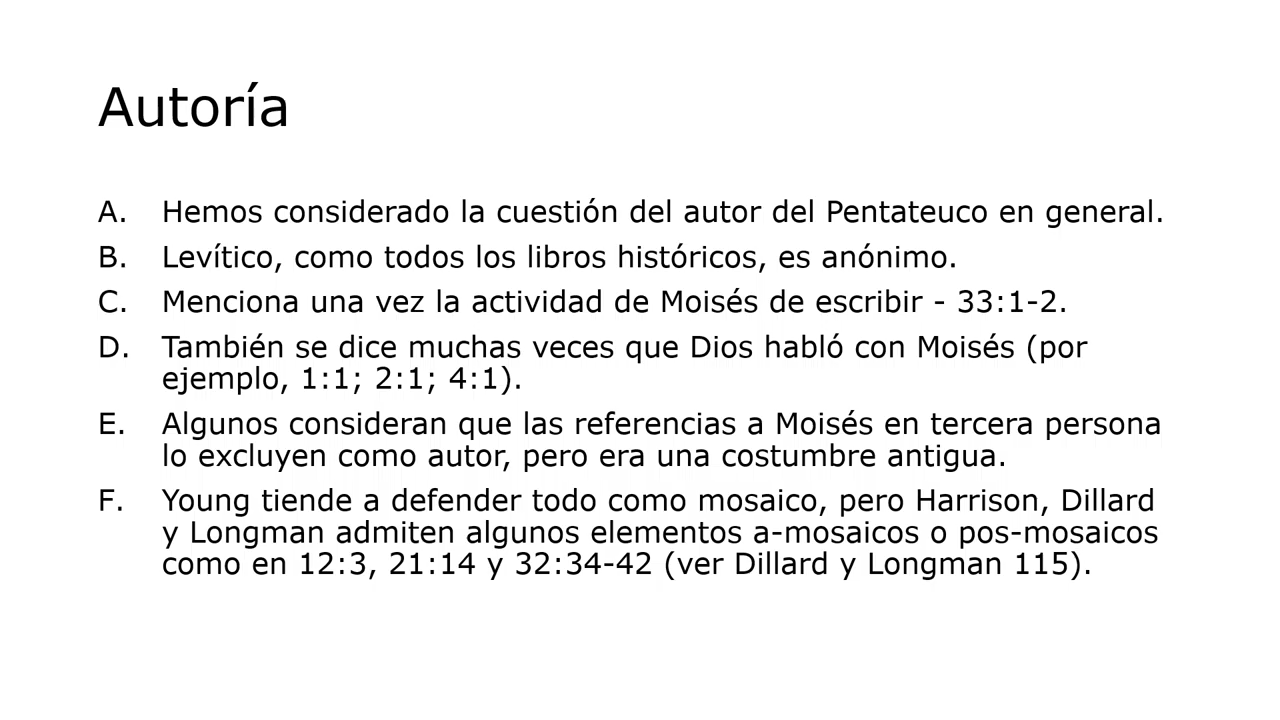 Autoría
A. Hemos considerado la cuestión del autor del Pentateuco en general.
B. Levítico, como todos los libros históricos, es anónimo.
C. Menciona una vez la actividad de Moisés de escribir - 33:1-2.
D. También se dice muchas veces que Dios habló con Moisés (por
ejemplo, 1:1; 2:1; 4:1).
E. Algunos consideran que las referencias a Moisés en tercera persona
lo excluyen como autor, pero era una costumbre antigua.
F. Young tiende a defender todo como mosaico, pero Harrison, Dillard
y Longman admiten algunos elementos a-mosaicos o pos-mosaicos
como en 12:3, 21:14 y 32:34-42 (ver Dillard y Longman 115).